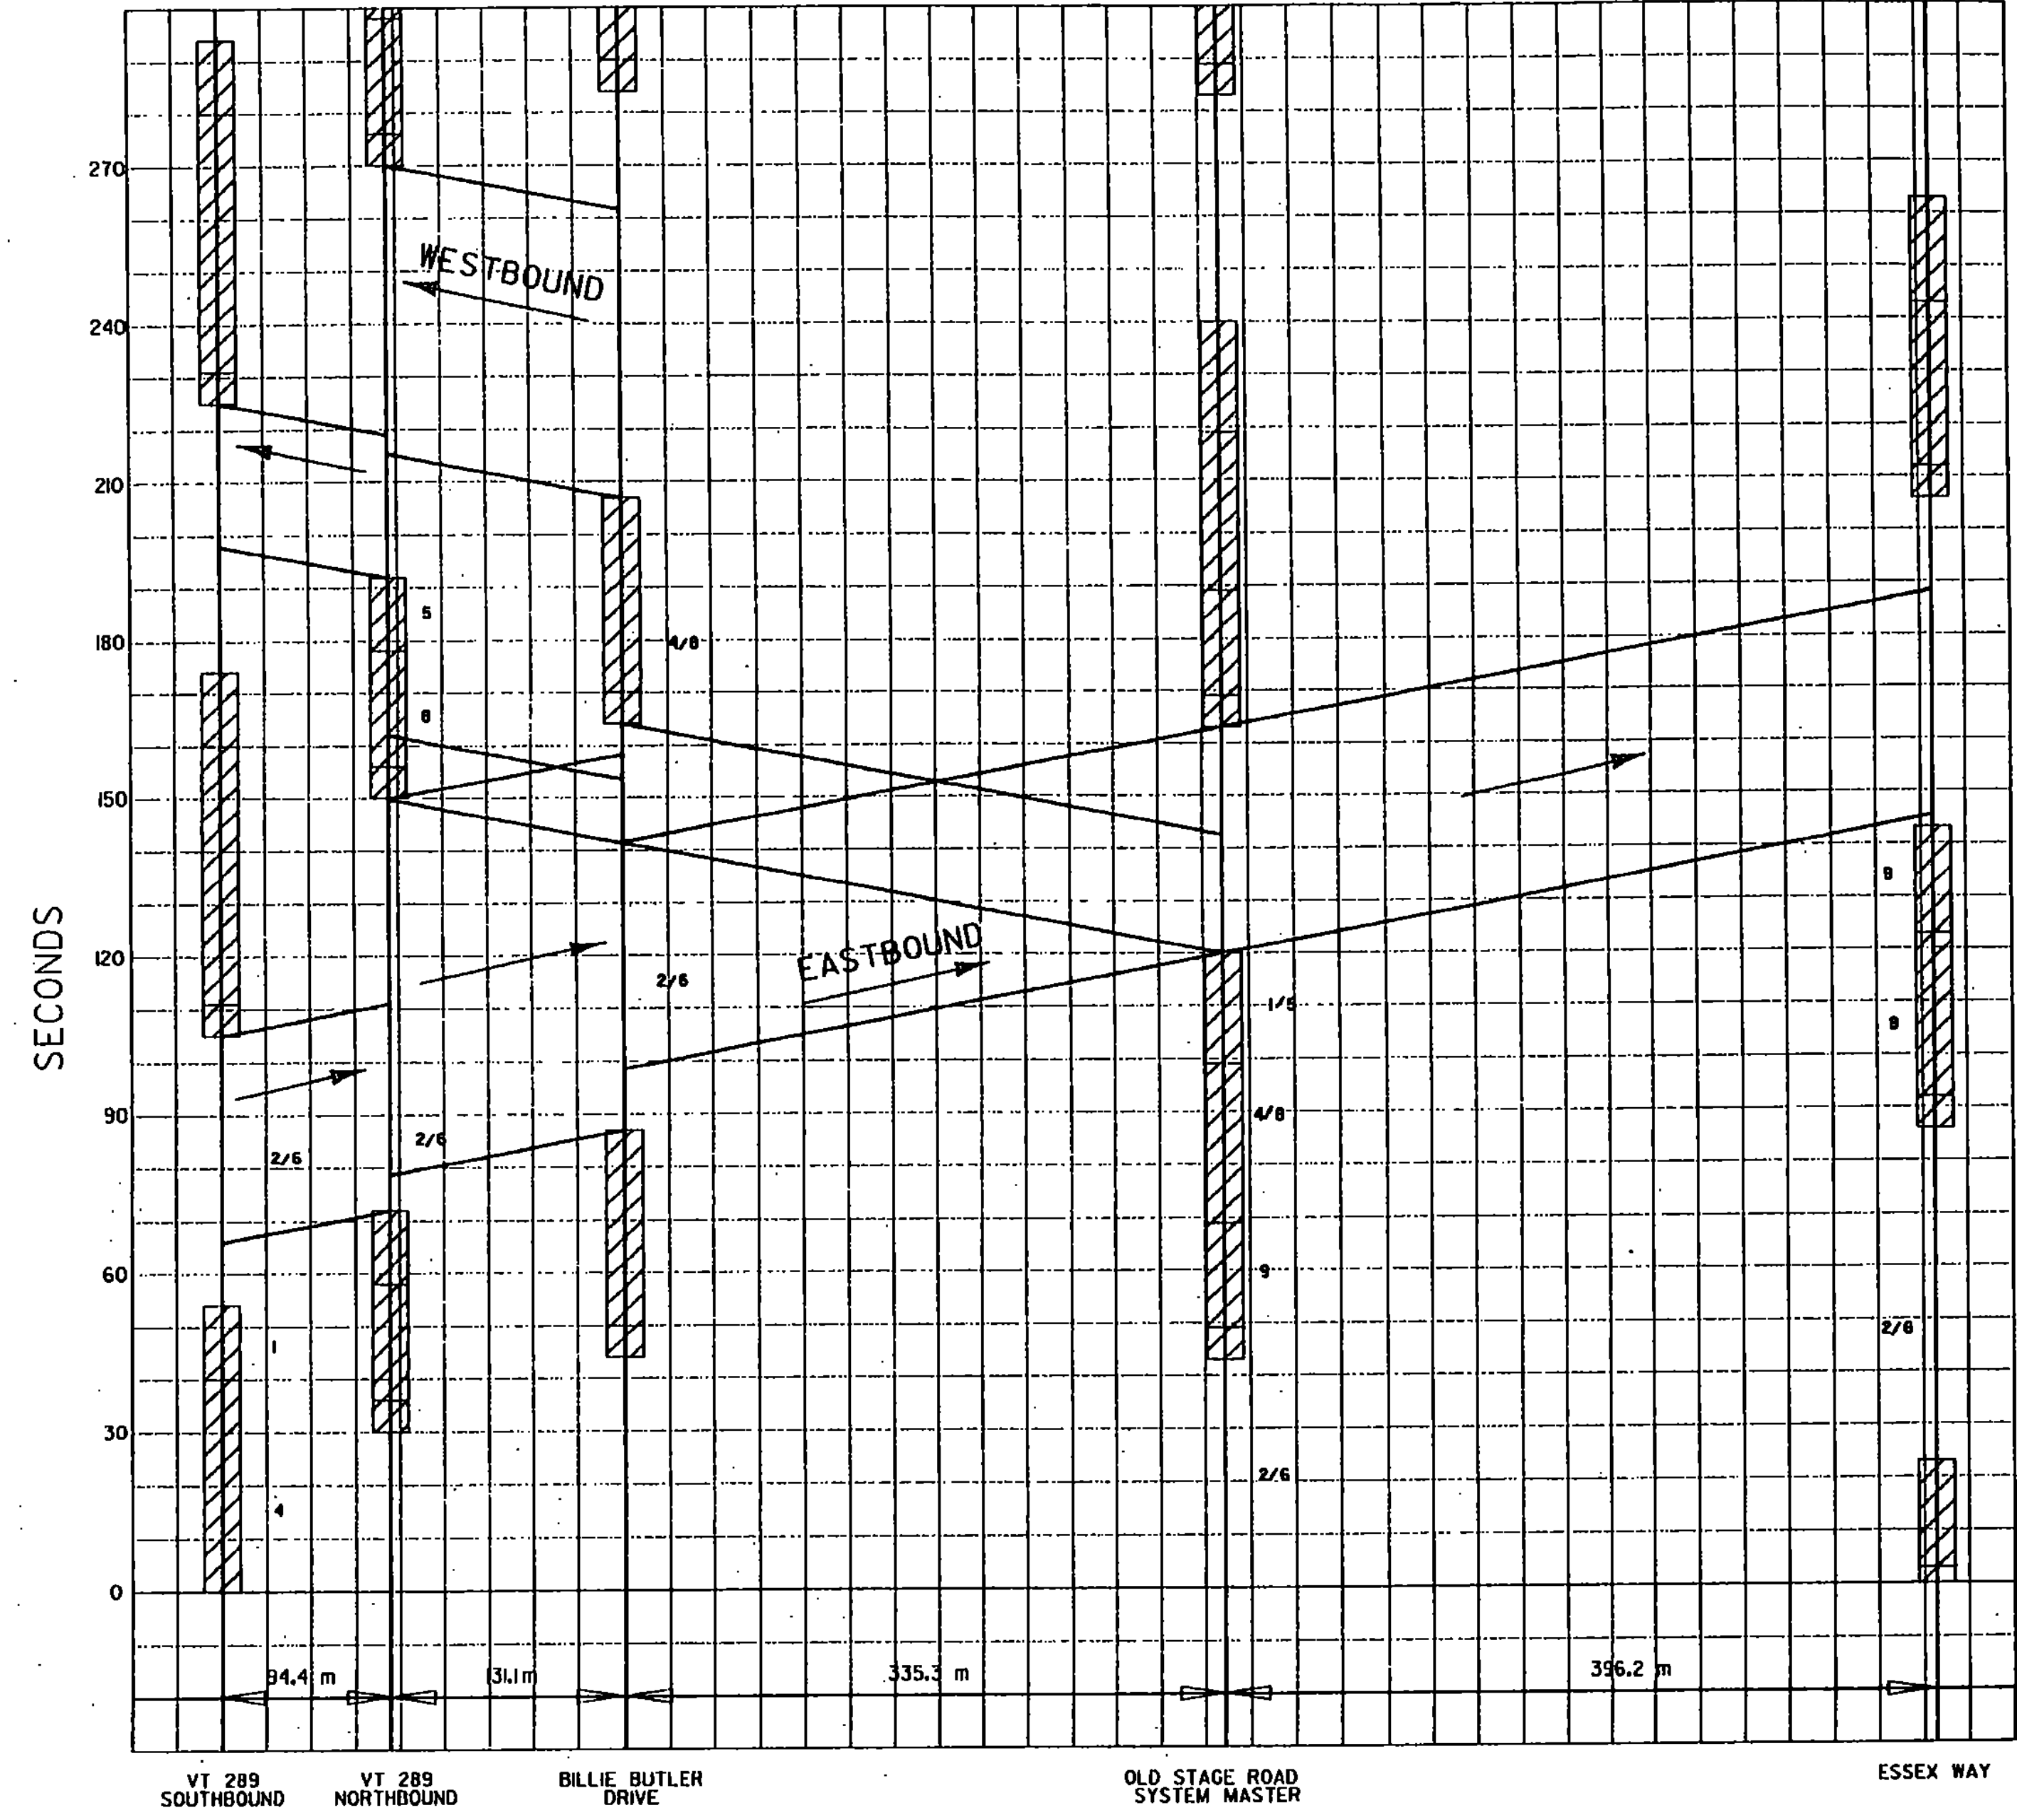 270
WESTBOUND
240
210
5
180
4/8
6
150
9
120
EASTBOUND
2/6
1/5
9
SECONDS
90
4/8
2/6
2/6
60
9
1
2/6
30
2/6
4
0
94.4 m
131.1m
335.3 m
396.2 m
VT 289
SOUTHBOUND
VT 289
NORTHBOUND
BILLIE BUTLER
DRIVE
OLD STAGE ROAD
SYSTEM MASTER
ESSEX WAY